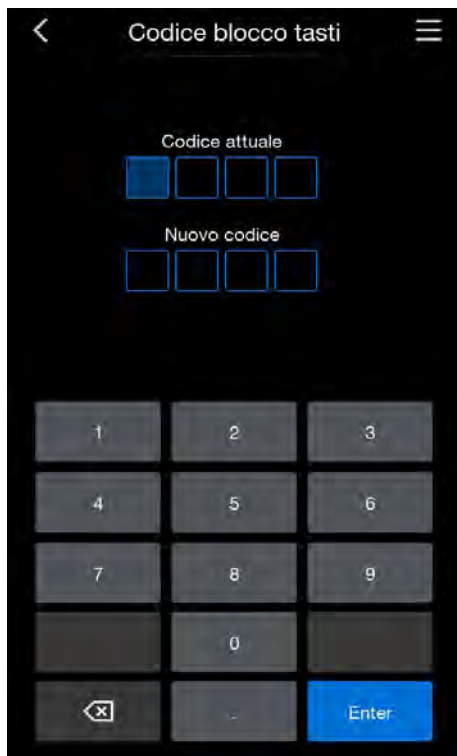 Codice blocco tasti
Codice attuale
Nuovo codice
1 2 3
4 5 6
7 8 9
0
. Enter